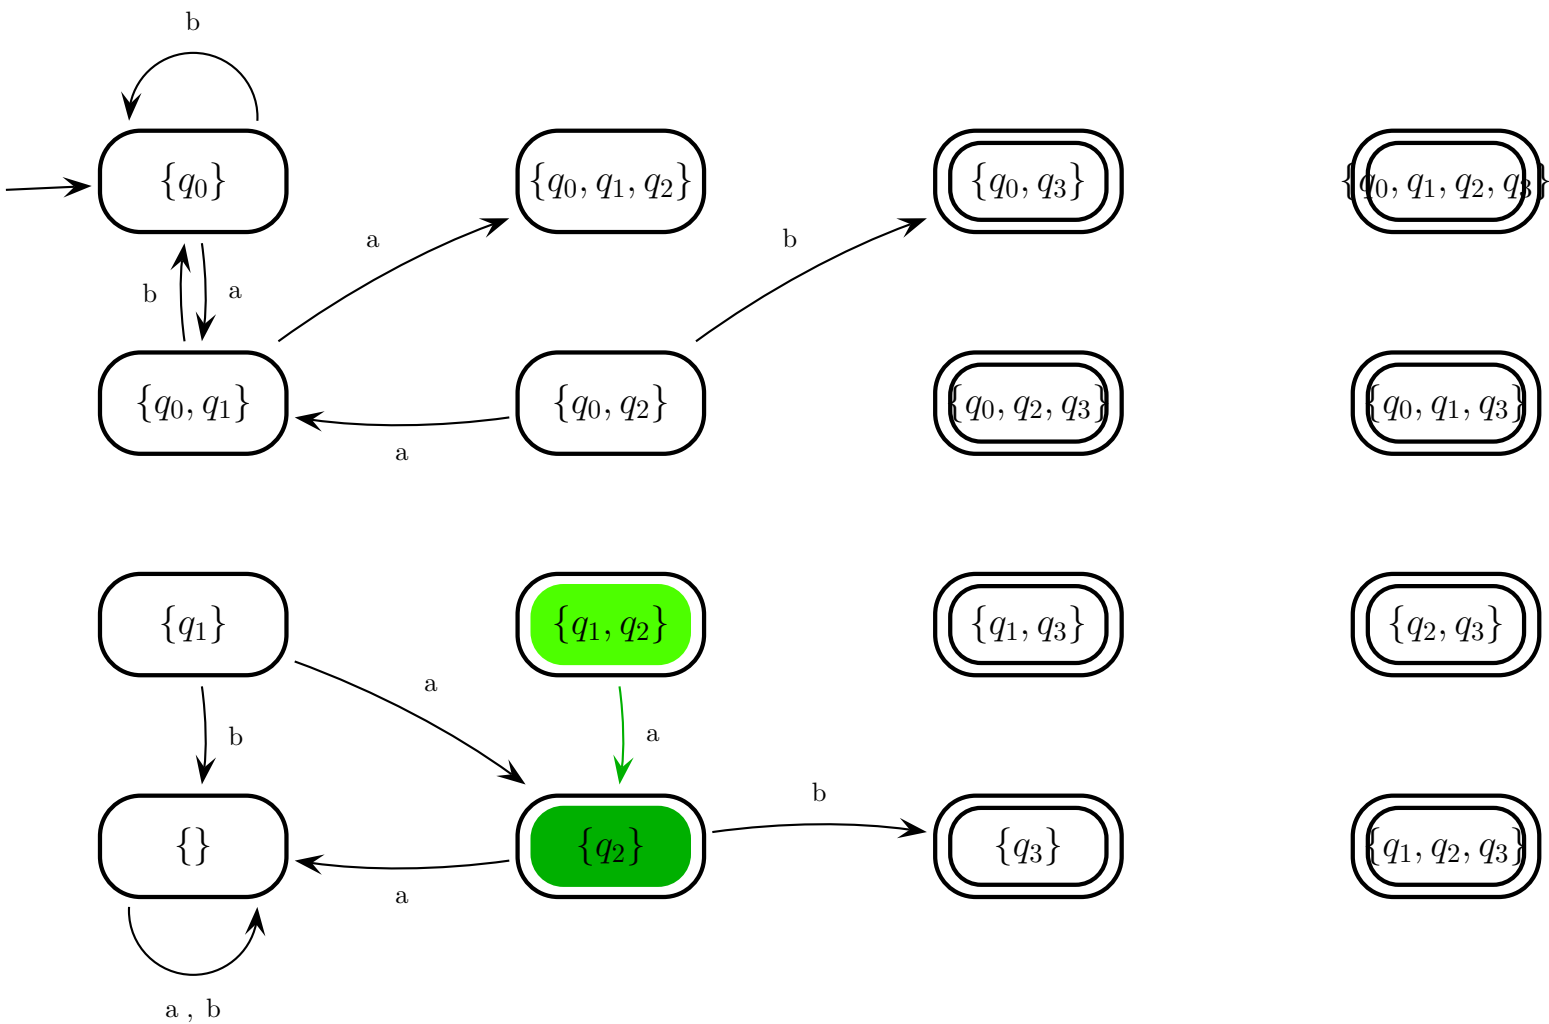 b
{q₀} {q₀, q₁, q₂} {q₀, q₃} {q₀, q₁, q₂, q₃}
a b
b a
{q₀, q₁} {q₀, q₂} {q₀, q₂, q₃} {q₀, q₁, q₃}
a
{q₁} {q₁, q₂} {q₁, q₃} {q₂, q₃}
a
b a
b
{} {q₂} {q₃} {q₁, q₂, q₃}
a
a , b